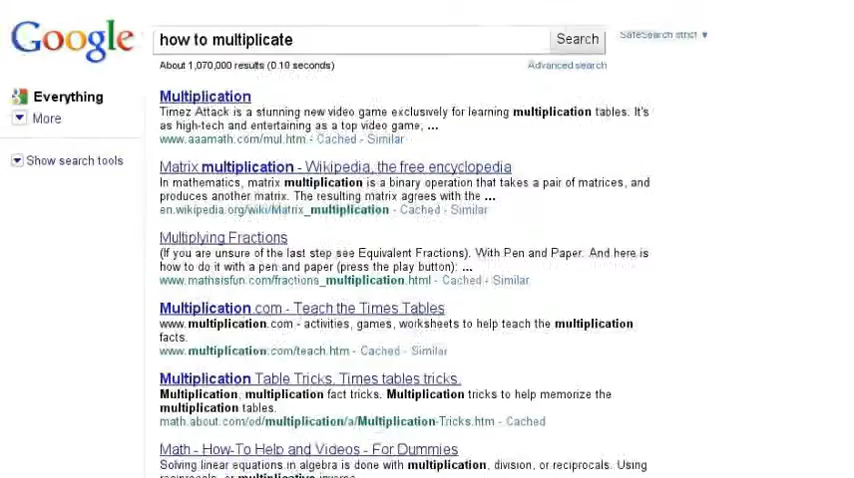 Google
how to multiplicate
Search
SafeSearch strict ▼
About 1,070,000 results (0.10 seconds)
Advanced search
Everything
More
Show search tools
Multiplication
Timez Attack is a stunning new video game exclusively for learning multiplication tables. It's
as high-tech and entertaining as a top video game, ...
www.aaamath.com/mul.htm - Cached - Similar
Matrix multiplication - Wikipedia, the free encyclopedia
In mathematics, matrix multiplication is a binary operation that takes a pair of matrices, and
produces another matrix. The resulting matrix agrees with the ...
en.wikipedia.org/wiki/Matrix_multiplication - Cached - Similar
Multiplying Fractions
(If you are unsure of the last step see Equivalent Fractions). With Pen and Paper. And here is
how to do it with a pen and paper (press the play button): ...
www.mathsisfun.com/fractions_multiplication.html - Cached - Similar
Multiplication.com - Teach the Times Tables
www.multiplication.com - activities, games, worksheets to help teach the multiplication
facts.
www.multiplication.com/teach.htm - Cached - Similar
Multiplication Table Tricks. Times tables tricks.
Multiplication, multiplication fact tricks. Multiplication tricks to help memorize the
multiplication tables.
math.about.com/od/multiplication/a/Multiplication-Tricks.htm - Cached
Math - How-To Help and Videos - For Dummies
Solving linear equations in algebra is done with multiplication, division, or reciprocals. Using
reciprocals, or multiplicative inverse